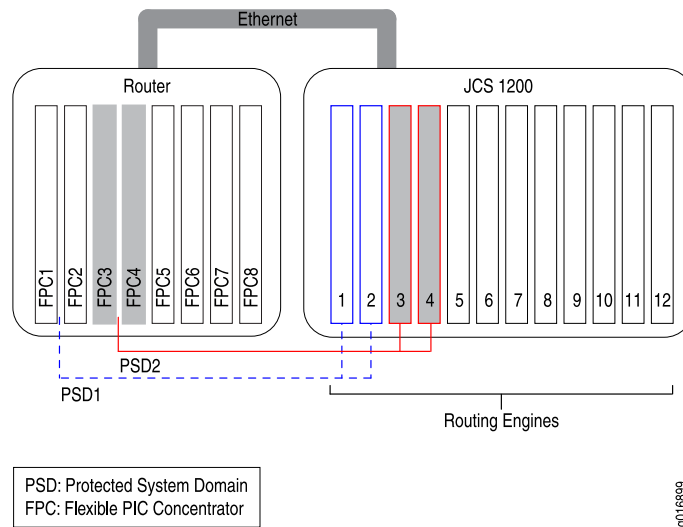 Ethernet
Router
JCS 1200
FPC1
FPC2
FPC3
FPC4
FPC5
FPC6
FPC7
FPC8
1 2 3 4 5 6 7 8 9 10 11 12
PSD2
PSD1
Routing Engines
PSD: Protected System Domain
FPC: Flexible PIC Concentrator
g016899